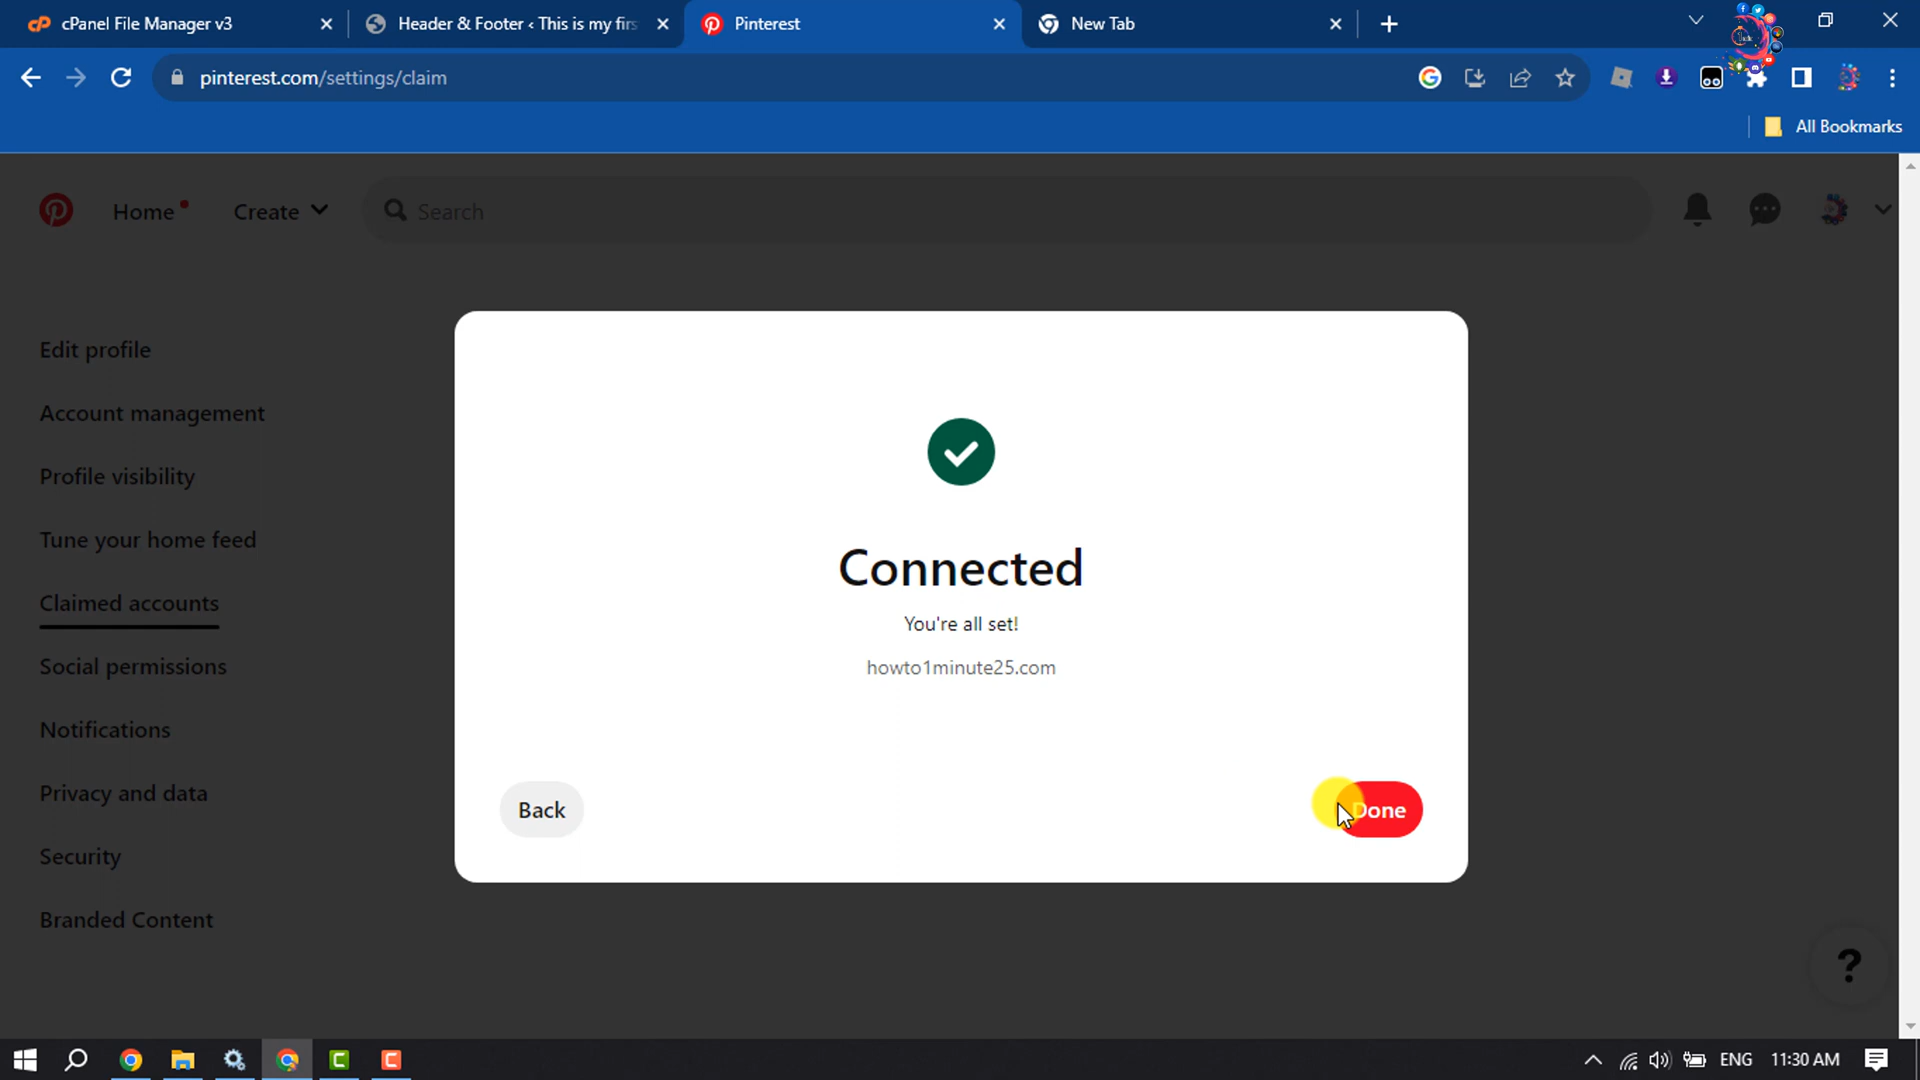 cPanel File Manager v3
Header & Footer ‹ This is my firs
Pinterest
New Tab
pinterest.com/settings/claim
All Bookmarks
Home
Create
Search
Edit profile
Account management
Profile visibility
Tune your home feed
Claimed accounts
Social permissions
Notifications
Privacy and data
Security
Branded Content
Connected
You're all set!
howto1minute25.com
Back
Done
?
ENG
11:30 AM